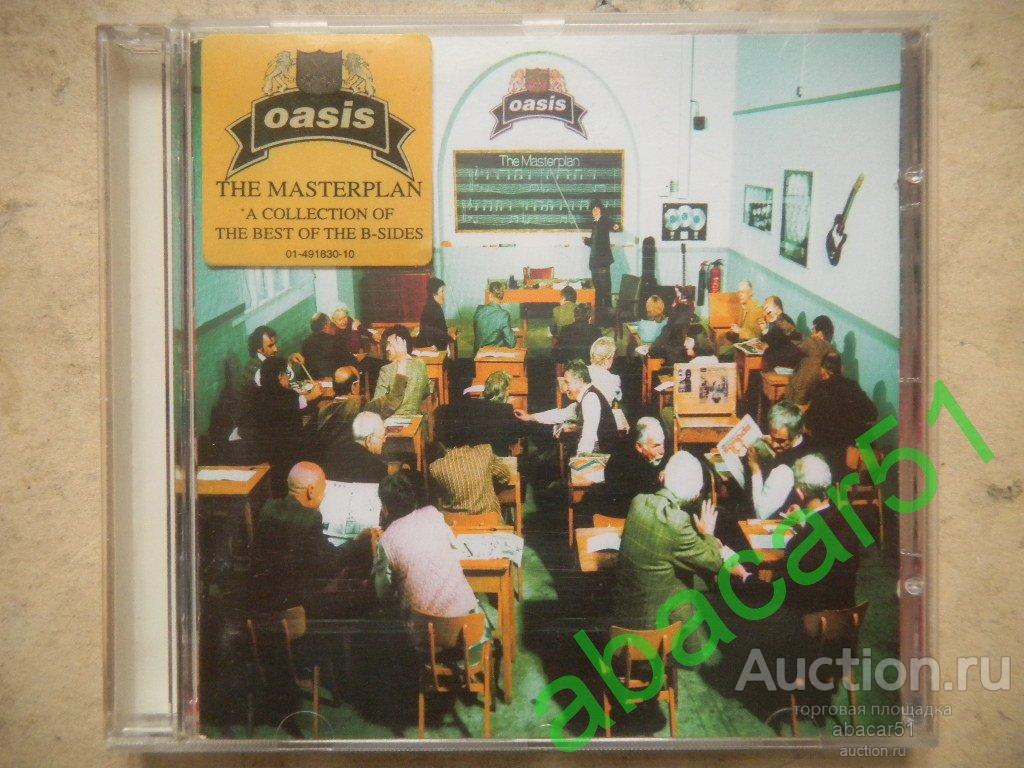 oasis
THE MASTERPLAN
*A COLLECTION OF
THE BEST OF THE B-SIDES
01-491830-10
oasis
The Masterplan
abacar51
Auction.ru
торговая площадка
abacar51
auction.ru